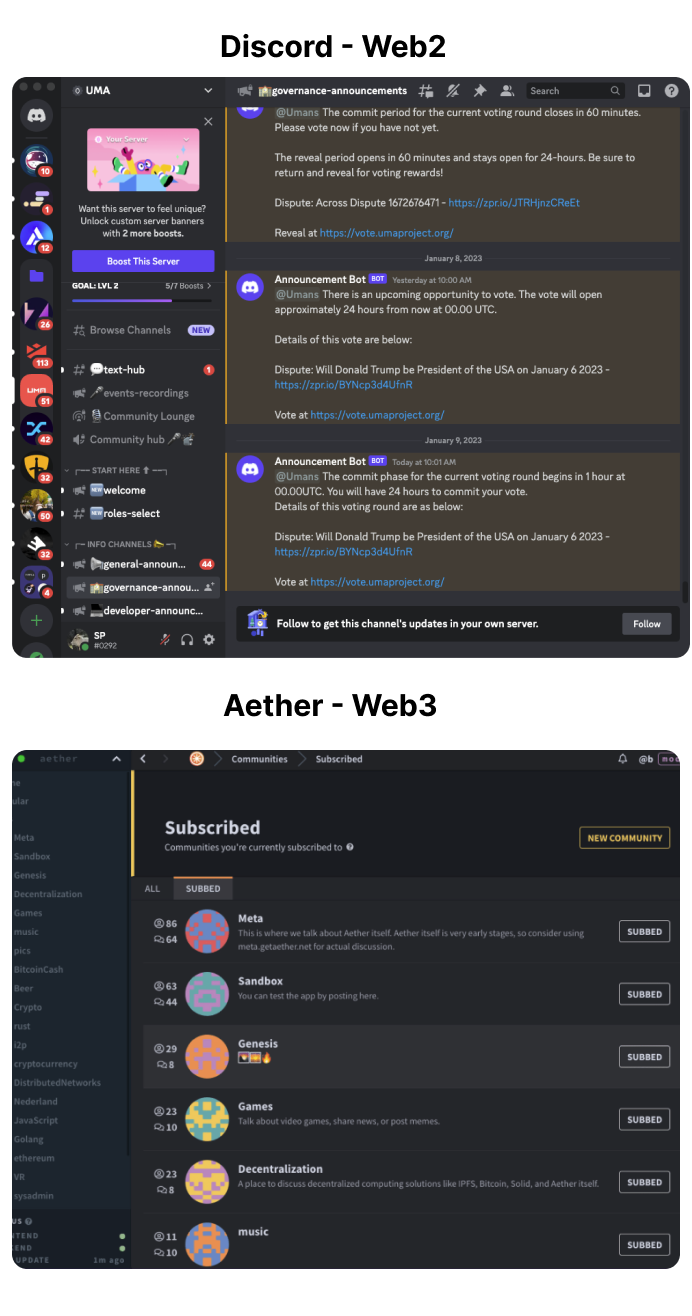 Discord - Web2
UMA
governance-announcements
Search
10
1
12
26
113
UMA
51
42
32
50
32
4
Your Server
Want this server to feel unique?
Unlock custom server banners
with 2 more boosts.
Boost This Server
GOAL: LVL 2
5/7 Boosts >
Browse Channels
NEW
text-hub
1
events-recordings
Community Lounge
Community hub
START HERE
welcome
roles-select
INFO CHANNELS
general-announ...
44
governance-annou...
developer-announc...
SP
#0292
@Umans The commit period for the current voting round closes in 60 minutes.
Please vote now if you have not yet.
The reveal period opens in 60 minutes and stays open for 24-hours. Be sure to
return and reveal for voting rewards!
Dispute: Across Dispute 1672676471 - https://zpr.io/JTRHjnzCReEt
Reveal at https://vote.umaproject.org/
January 8, 2023
Announcement Bot BOT Yesterday at 10:00 AM
@Umans There is an upcoming opportunity to vote. The vote will open
approximately 24 hours from now at 00.00 UTC.
Details of this vote are below:
Dispute: Will Donald Trump be President of the USA on January 6 2023 -
https://zpr.io/BYNcp3d4UfnR
Vote at https://vote.umaproject.org/
January 9, 2023
Announcement Bot BOT Today at 10:01 AM
@Umans The commit phase for the current voting round begins in 1 hour at
00.00UTC. You will have 24 hours to commit your vote.
Details of this voting round are as below:
Dispute: Will Donald Trump be President of the USA on January 6 2023 -
https://zpr.io/BYNcp3d4UfnR
Vote at https://vote.umaproject.org/
Follow to get this channel's updates in your own server.
Follow
Aether - Web3
aether
Communities
Subscribed
@b
mod
ne
ular
Meta
Sandbox
Genesis
Decentralization
Games
music
pics
BitcoinCash
Beer
Crypto
rust
i2p
cryptocurrency
DistributedNetworks
Nederland
JavaScript
Golang
ethereum
VR
sysadmin
US
NTEND
END
UPDATE
1m ago
Subscribed
Communities you're currently subscribed to
NEW COMMUNITY
ALL
SUBBED
86
64
Meta
This is where we talk about Aether itself. Aether itself is very early stages, so consider using
meta.getaether.net for actual discussion.
SUBBED
63
44
Sandbox
You can test the app by posting here.
SUBBED
29
8
Genesis
SUBBED
23
10
Games
Talk about video games, share news, or post memes.
SUBBED
23
8
Decentralization
A place to discuss decentralized computing solutions like IPFS, Bitcoin, Solid, and Aether itself.
SUBBED
11
10
music
SUBBED